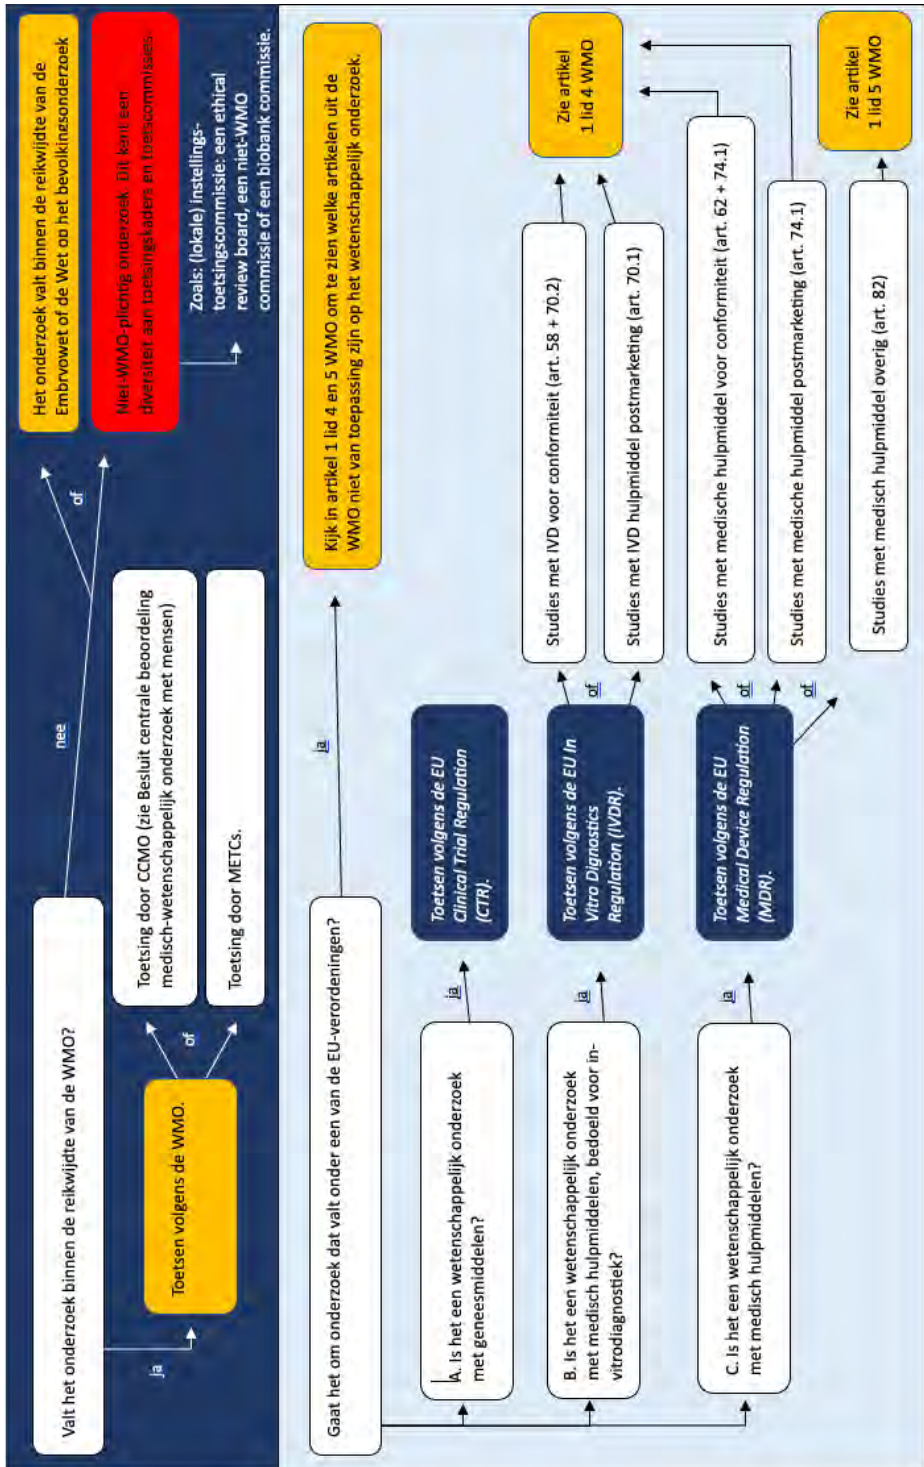 Valt het onderzoek binnen de reikwijdte van de WMO?
nee
of
Het onderzoek valt binnen de reikwijdte van de
Embryowet of de Wet op het bevolkingsonderzoek
Niet-WMO-plichtig onderzoek. Dit kent een
diversiteit aan toetsingskaders en toetscommissies.
Zoals: (lokale) instellings-
toetsingscommissie: een ethical
review board, een niet-WMO
commissie of een biobank commissie.
ja
Toetsen volgens de WMO.
of
Toetsing door CCMO (zie Besluit centrale beoordeling
medisch-wetenschappelijk onderzoek met mensen)
Toetsing door METCs.
Gaat het om onderzoek dat valt onder een van de EU-verordeningen?
ja
Kijk in artikel 1 lid 4 en 5 WMO om te zien welke artikelen uit de
WMO niet van toepassing zijn op het wetenschappelijk onderzoek.
A. Is het een wetenschappelijk onderzoek
met geneesmiddelen?
ja
Toetsen volgens de EU
Clinical Trial Regulation
(CTR).
B. Is het een wetenschappelijk onderzoek
met medisch hulpmiddelen, bedoeld voor in-
vitrodiagnostiek?
ja
Toetsen volgens de EU In
Vitro Dignostics
Regulation (IVDR).
of
Studies met IVD voor conformiteit (art. 58 + 70.2)
Studies met IVD hulpmiddel postmarketing (art. 70.1)
Zie artikel
1 lid 4 WMO
C. Is het een wetenschappelijk onderzoek
met medisch hulpmiddelen?
ja
Toetsen volgens de EU
Medical Device Regulation
(MDR).
of
of
Studies met medische hulpmiddel voor conformiteit (art. 62 + 74.1)
Studies met medische hulpmiddel postmarketing (art. 74.1)
Studies met medisch hulpmiddel overig (art. 82)
Zie artikel
1 lid 5 WMO